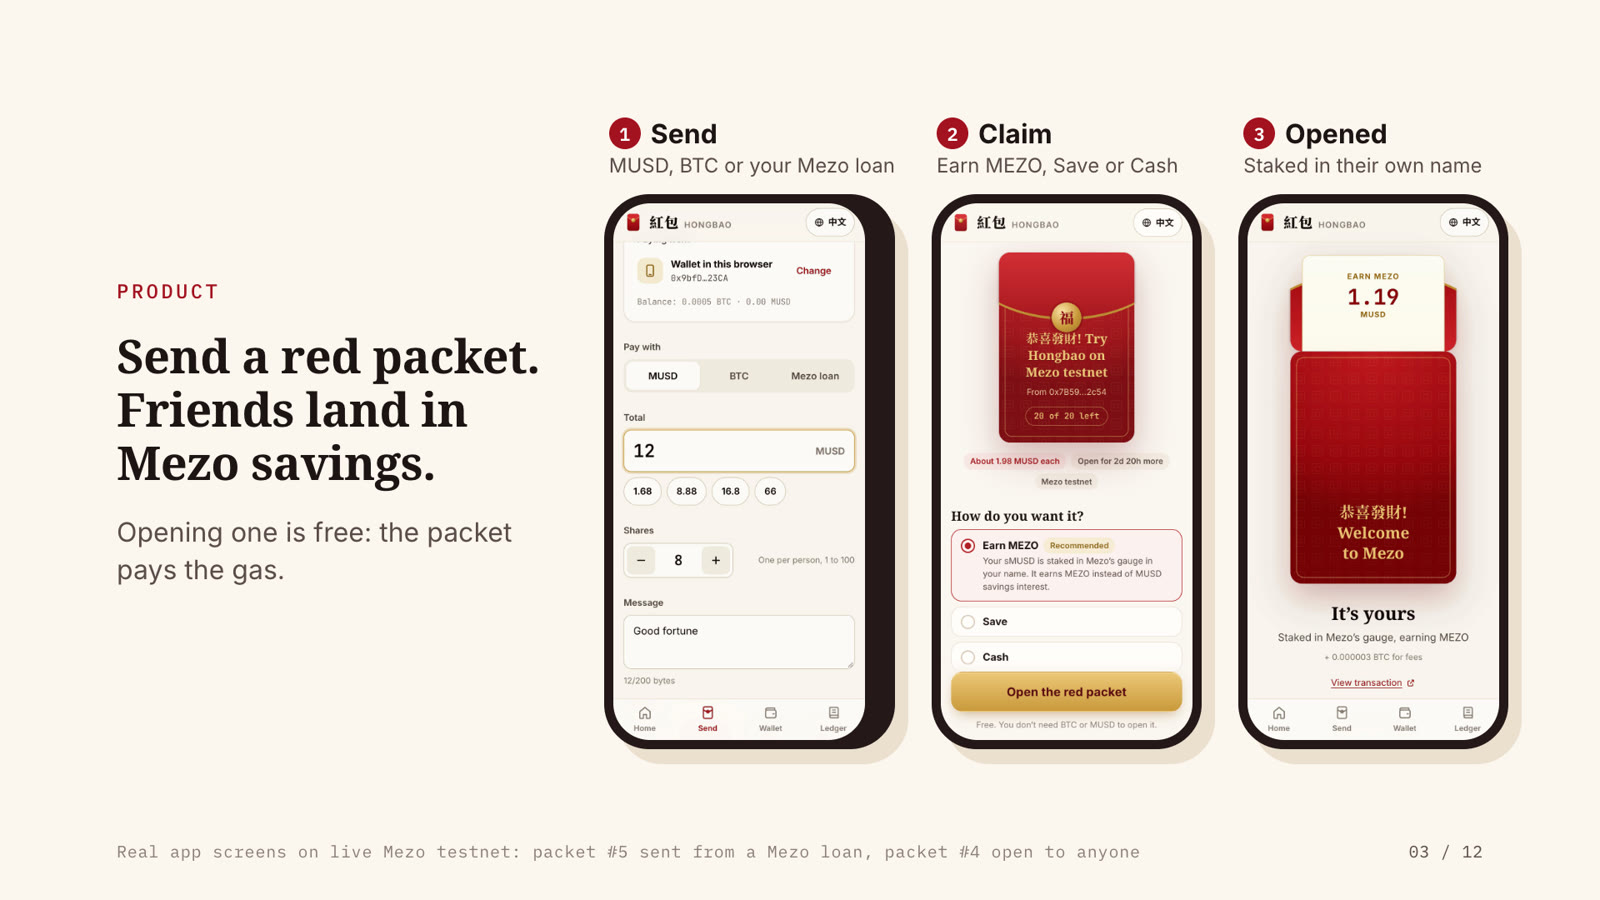 PRODUCT
Send a red packet.
Friends land in
Mezo savings.
Opening one is free: the packet
pays the gas.
1 Send
MUSD, BTC or your Mezo loan
紅包 HONGBAO
中文
Wallet in this browser
0x9bfD…23CA
Change
Balance: 0.0005 BTC · 0.00 MUSD
Pay with
MUSD BTC Mezo loan
Total
12 MUSD
1.68 8.88 16.8 66
Shares
− 8 +
One per person, 1 to 100
Message
Good fortune
12/200 bytes
Home Send Wallet Ledger
2 Claim
Earn MEZO, Save or Cash
紅包 HONGBAO
中文
福
恭喜發財! Try
Hongbao on
Mezo testnet
From 0x7B59...2c54
20 of 20 left
About 1.98 MUSD each Open for 2d 20h more
Mezo testnet
How do you want it?
Earn MEZO Recommended
Your sMUSD is staked in Mezo's gauge in
your name. It earns MEZO instead of MUSD
savings interest.
Save
Cash
Open the red packet
Free. You don't need BTC or MUSD to open it.
3 Opened
Staked in their own name
紅包 HONGBAO
中文
EARN MEZO
1.19
MUSD
恭喜發財!
Welcome
to Mezo
It's yours
Staked in Mezo's gauge, earning MEZO
+ 0.000003 BTC for fees
View transaction
Home Send Wallet Ledger
Real app screens on live Mezo testnet: packet #5 sent from a Mezo loan, packet #4 open to anyone
03 / 12